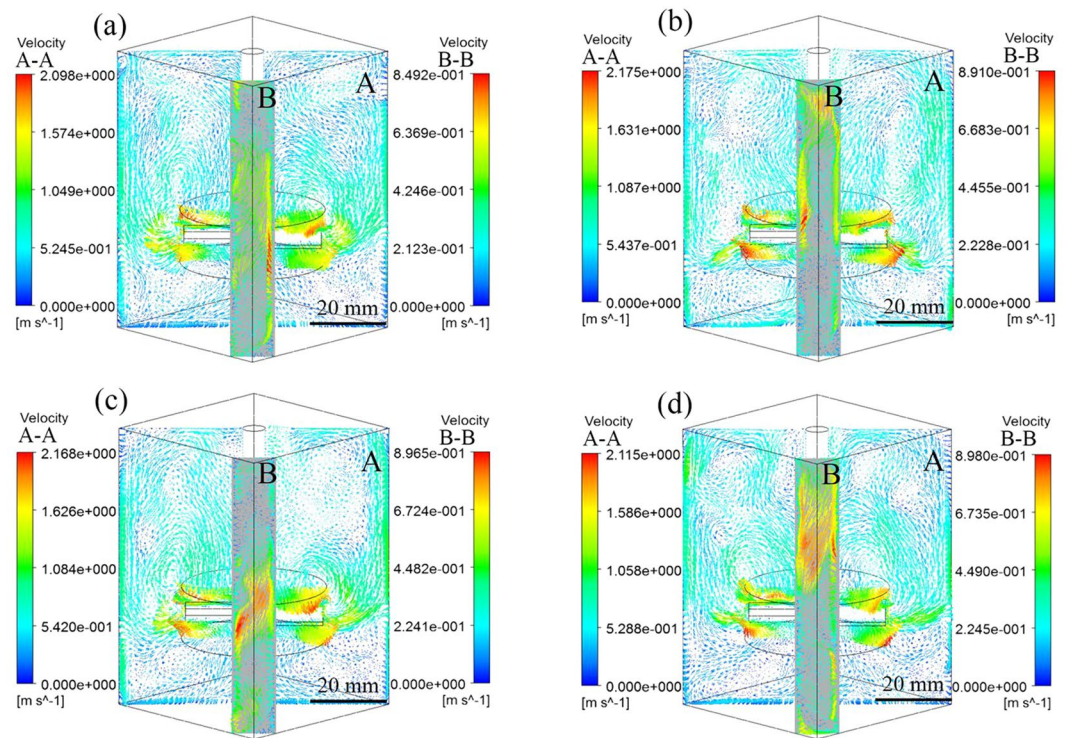 (a)
Velocity
A-A
2.098e+000
1.574e+000
1.049e+000
5.245e-001
0.000e+000
[m s^-1]
B
A
20 mm
Velocity
B-B
8.492e-001
6.369e-001
4.246e-001
2.123e-001
0.000e+000
[m s^-1]
(b)
Velocity
A-A
2.175e+000
1.631e+000
1.087e+000
5.437e-001
0.000e+000
[m s^-1]
B
A
20 mm
Velocity
B-B
8.910e-001
6.683e-001
4.455e-001
2.228e-001
0.000e+000
[m s^-1]
(c)
Velocity
A-A
2.168e+000
1.626e+000
1.084e+000
5.420e-001
0.000e+000
[m s^-1]
B
A
20 mm
Velocity
B-B
8.965e-001
6.724e-001
4.482e-001
2.241e-001
0.000e+000
[m s^-1]
(d)
Velocity
A-A
2.115e+000
1.586e+000
1.058e+000
5.288e-001
0.000e+000
[m s^-1]
B
A
20 mm
Velocity
B-B
8.980e-001
6.735e-001
4.490e-001
2.245e-001
0.000e+000
[m s^-1]